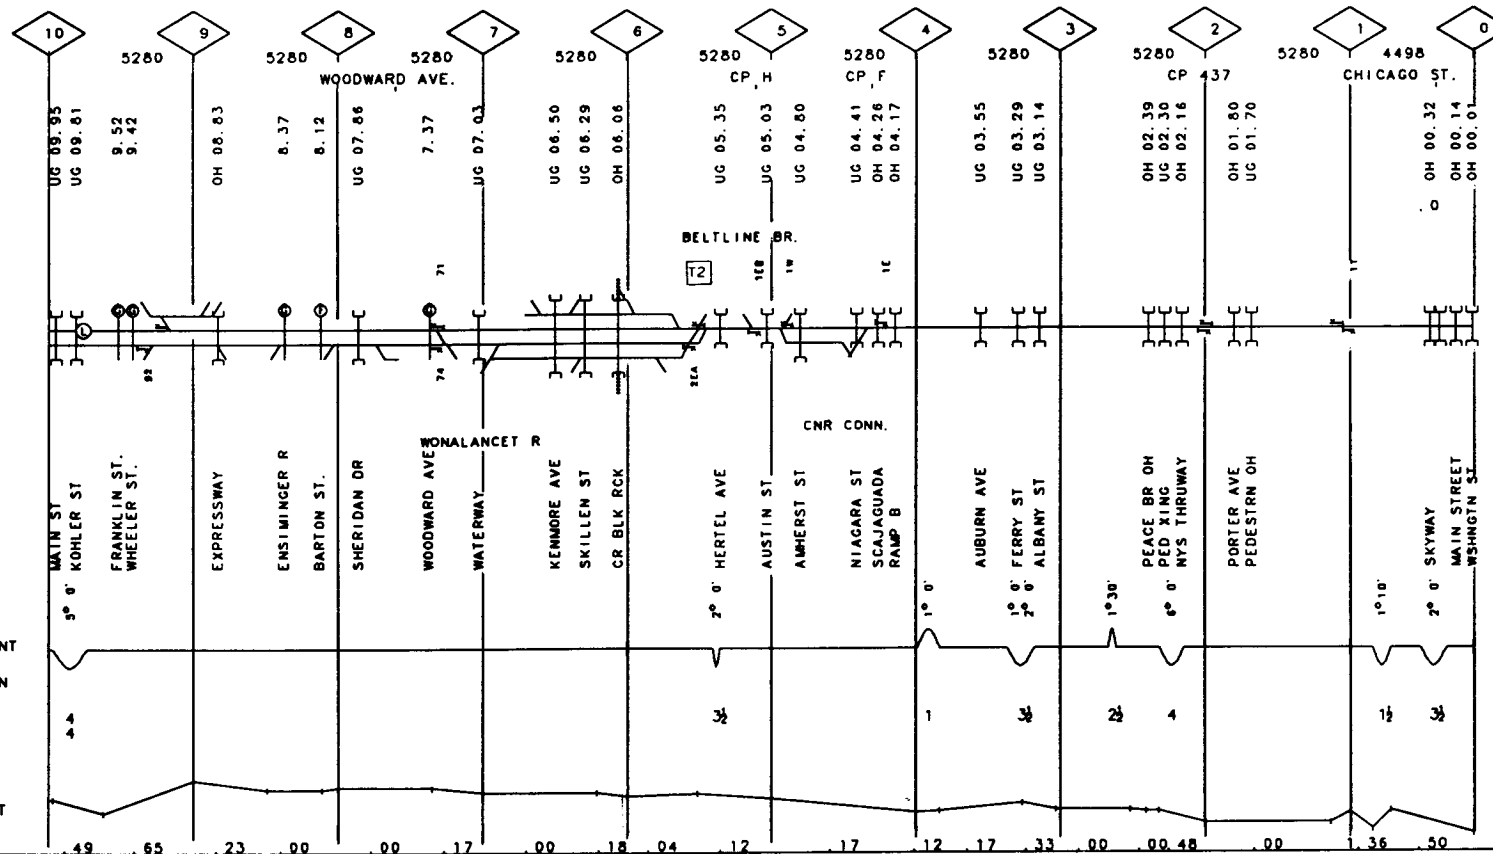 10 9 8 7 6 5 4 3 2 1 0
5280 5280 5280 5280 5280 5280 5280 5280 5280 4498
WOODWARD AVE. CP H CP F CP 437 CHICAGO ST.
UG 09.95
UG 09.81
9.52
9.42
OH 08.83
8.37
8.12
UG 07.86
7.37
UG 07.03
UG 06.50
UG 06.29
OH 06.06
UG 05.35
UG 05.03
UG 04.80
UG 04.41
OH 04.26
OH 04.17
UG 03.55
UG 03.29
UG 03.14
OH 02.39
UG 02.30
OH 02.16
OH 01.80
UG 01.70
OH 00.32
OH 00.14
OH 00.01
.0
BELTLINE BR.
T2
71
1EB
1W
1E
1T
L
92
74
2EA
CNR CONN.
WONALANCET R
MAIN ST
KOHLER ST
FRANKLIN ST.
WHEELER ST.
EXPRESSWAY
ENSIMINGER R
BARTON ST.
SHERIDAN DR
WOODWARD AVE
WATERWAY
KENMORE AVE
SKILLEN ST
CR BLK RCK
HERTEL AVE
AUSTIN ST
AMHERST ST
NIAGARA ST
SCAJAGUADA
RAMP B
AUBURN AVE
FERRY ST
ALBANY ST
PEACE BR OH
PED XING
NYS THRUWAY
PORTER AVE
PEDESTRN OH
SKYWAY
MAIN STREET
WSHNGTN ST
5° 0' 2° 0' 1° 0' 1° 0' 2° 0' 1° 30' 6° 0' 1° 10' 2° 0'
NT
N
4 3½ 1 3½ 2½ 4 1½ 3½
4
T
.49 .65 .23 .00 .00 .17 .00 .18 .04 .12 .17 .12 .17 .33 .00 .00 .48 .00 1.36 .50